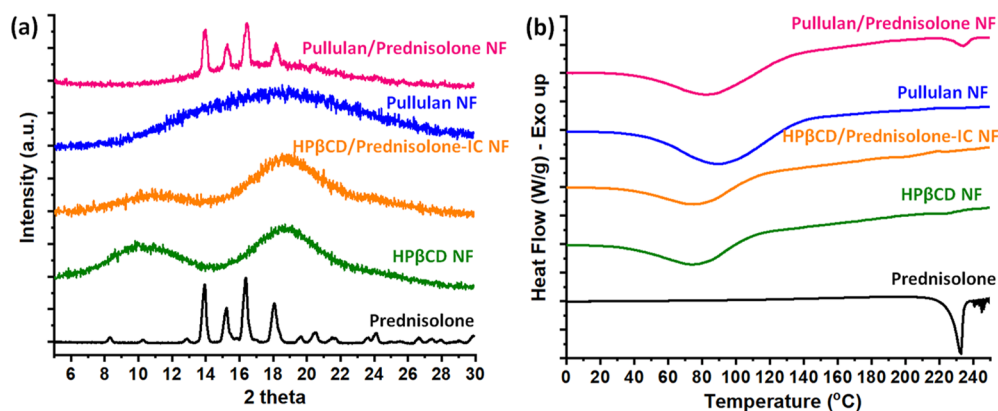 (a)
Pullulan/Prednisolone NF
Pullulan NF
HPβCD/Prednisolone-IC NF
HPβCD NF
Prednisolone
Intensity (a.u.)
6 8 10 12 14 16 18 20 22 24 26 28 30
2 theta
(b)
Pullulan/Prednisolone NF
Pullulan NF
HPβCD/Prednisolone-IC NF
HPβCD NF
Prednisolone
Heat Flow (W/g) - Exo up
0 20 40 60 80 100 120 140 160 180 200 220 240
Temperature (°C)